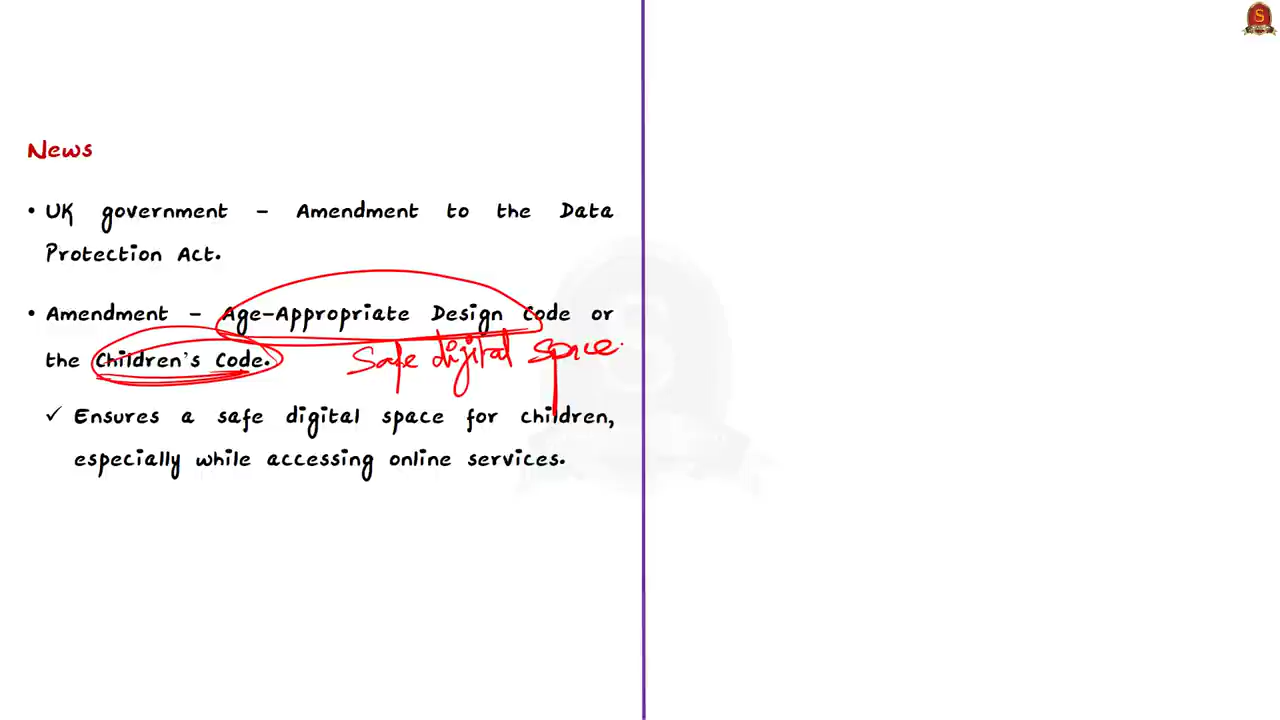 News
• UK government – Amendment to the Data
Protection Act.
• Amendment – Age-Appropriate Design Code or
the Children's Code.
Safe digital space.
✓ Ensures a safe digital space for children,
especially while accessing online services.